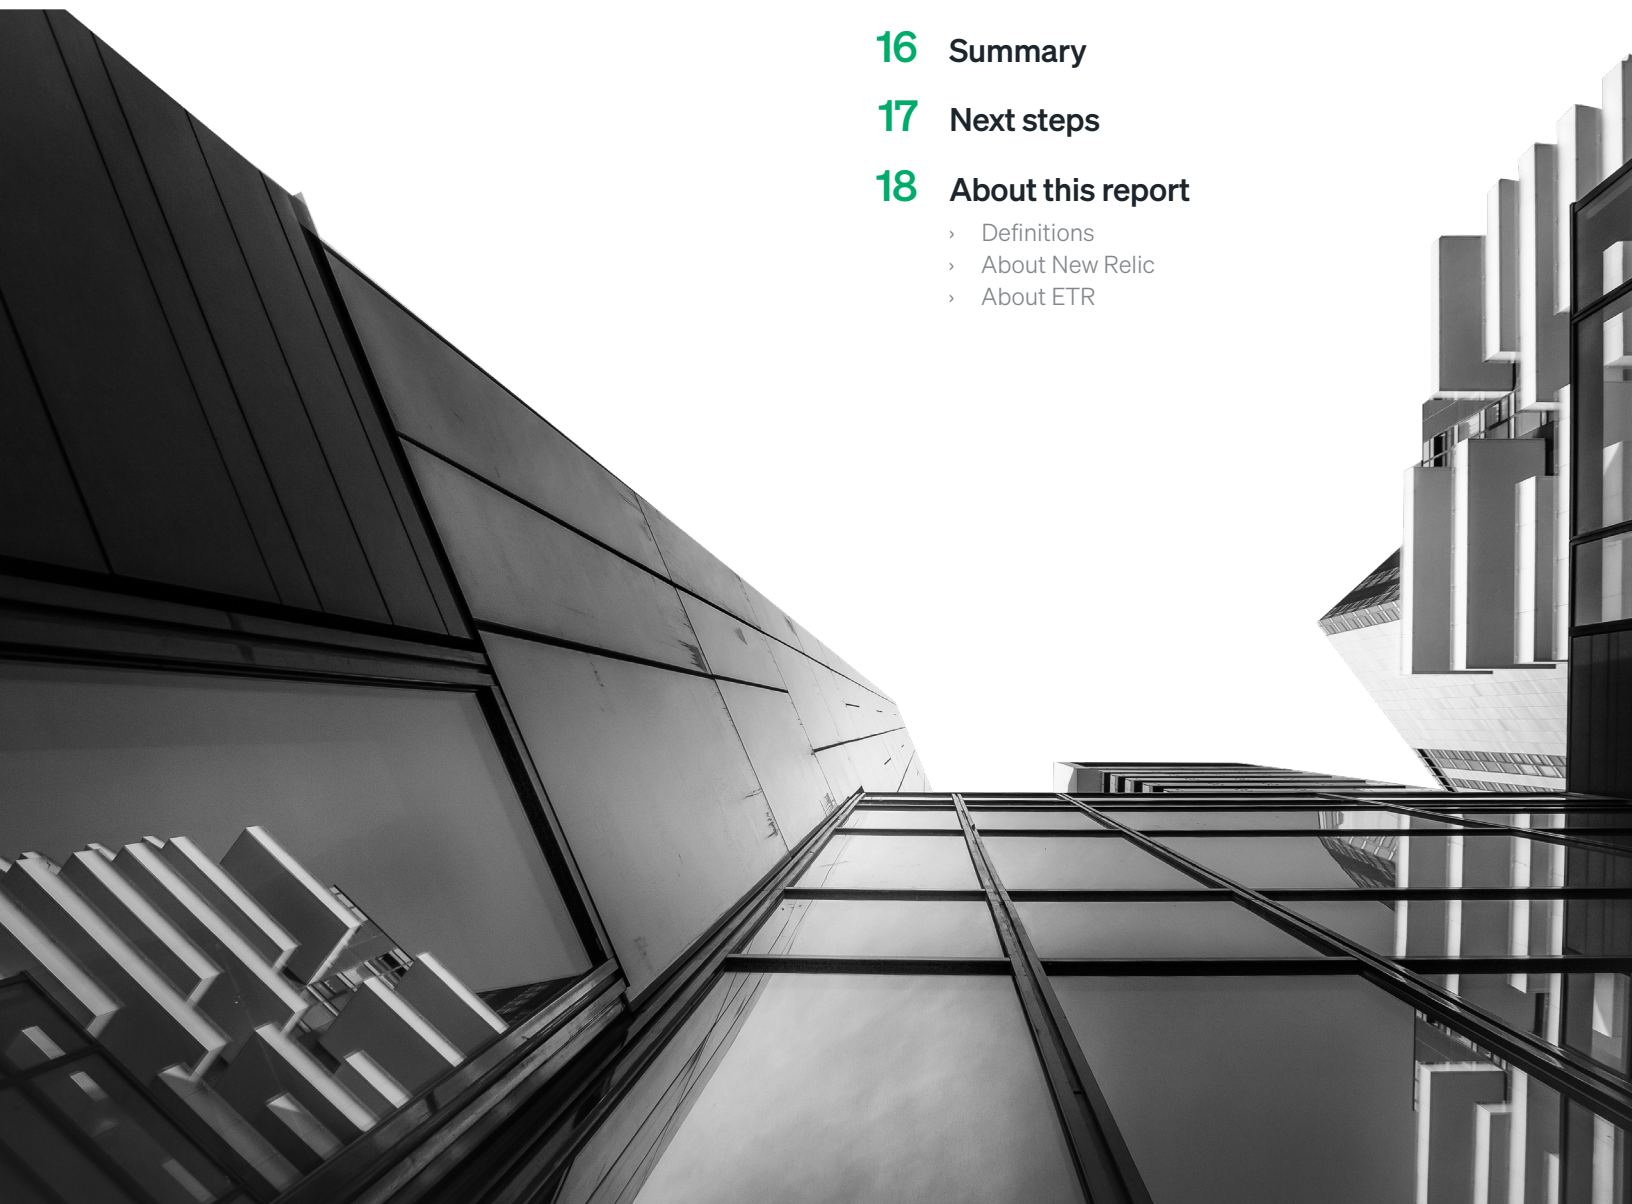 16 Summary
17 Next steps
18 About this report
› Definitions
› About New Relic
› About ETR